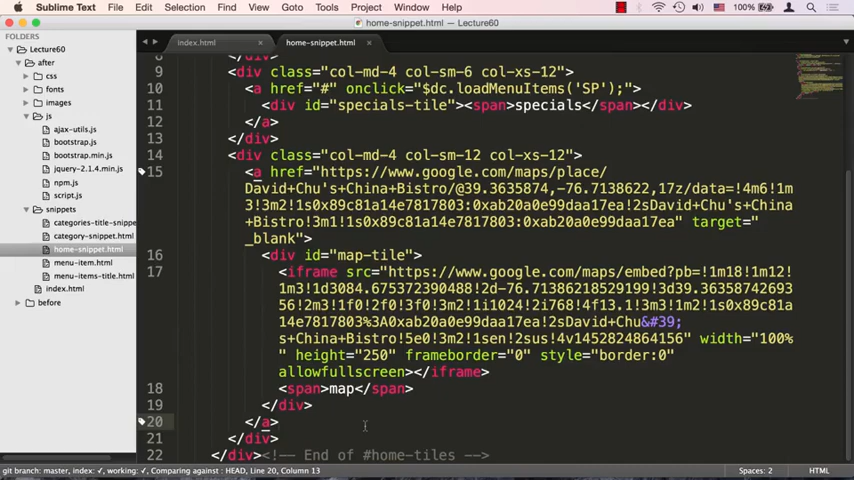 Sublime Text File Edit Selection Find View Goto Tools Project Window Help 100%
home-snippet.html — Lecture60
FOLDERS
Lecture60
after
css
fonts
images
js
ajax-utils.js
bootstrap.js
bootstrap.min.js
jquery-2.1.4.min.js
npm.js
script.js
snippets
categories-title-snippe
category-snippet.html
home-snippet.html
menu-item.html
menu-items-title.html
index.html
before
index.html × home-snippet.html ×
8 </div>
9 <div class="col-md-4 col-sm-6 col-xs-12">
10 <a href="#" onclick="$dc.loadMenuItems('SP');">
11 <div id="specials-tile"><span>specials</span></div>
12 </a>
13 </div>
14 <div class="col-md-4 col-sm-12 col-xs-12">
15 <a href="https://www.google.com/maps/place/
David+Chu's+China+Bistro/@39.3635874,-76.7138622,17z/data=!4m6!1m
3!3m2!1s0x89c81a14e7817803:0xab20a0e99daa17ea!2sDavid+Chu's+China
+Bistro!3m1!1s0x89c81a14e7817803:0xab20a0e99daa17ea" target="
_blank">
16 <div id="map-tile">
17 <iframe src="https://www.google.com/maps/embed?pb=!1m18!1m12!
1m3!1d3084.675372390488!2d-76.71386218529199!3d39.36358742693
56!2m3!1f0!2f0!3f0!3m2!1i1024!2i768!4f13.1!3m3!1m2!1s0x89c81a
14e7817803%3A0xab20a0e99daa17ea!2sDavid+Chu&#39;
s+China+Bistro!5e0!3m2!1sen!2sus!4v1452824864156" width="100%
" height="250" frameborder="0" style="border:0"
allowfullscreen></iframe>
18 <span>map</span>
19 </div>
20 </a>
21 </div>
22 </div><!-- End of #home-tiles -->
git branch: master, index: ✓, working: ✓, Comparing against : HEAD, Line 20, Column 13 Spaces: 2 HTML